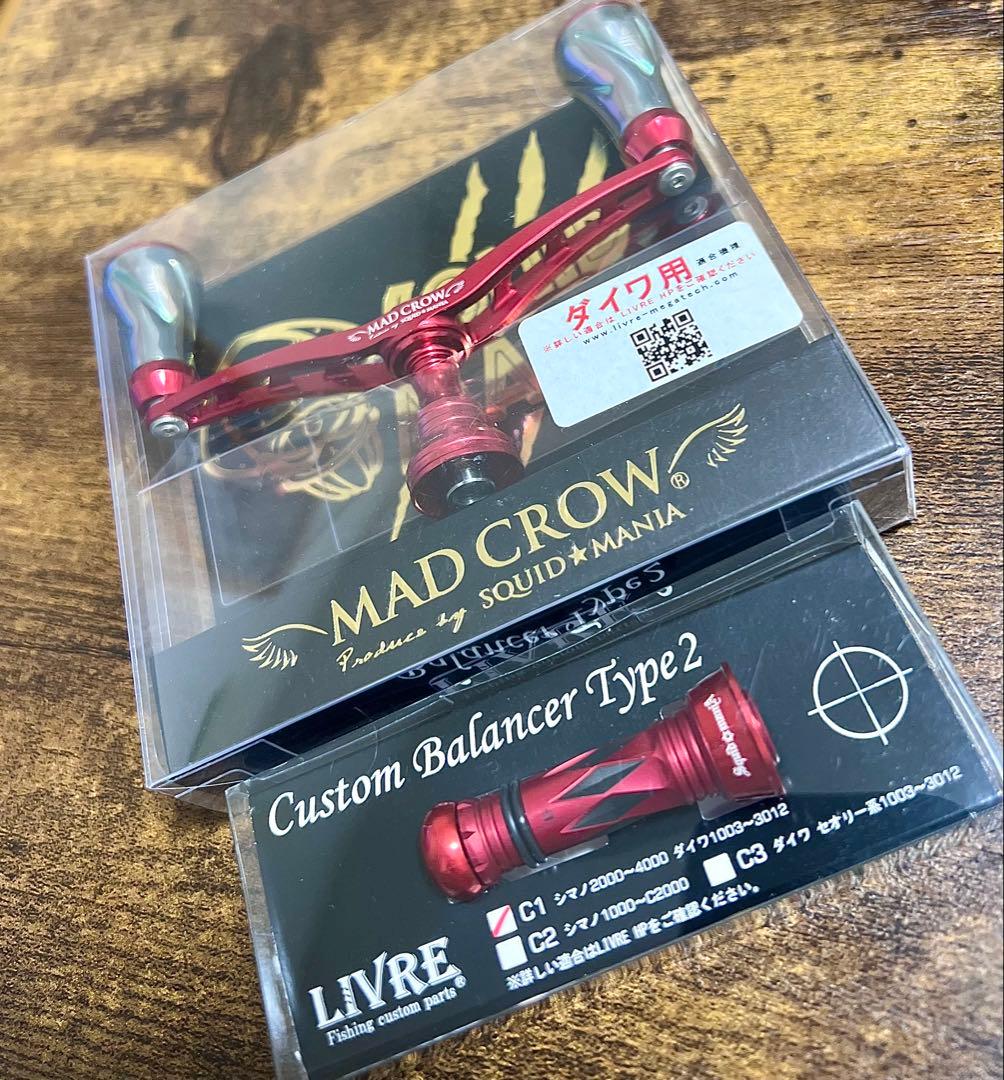 MAD CROW
Produce by SQUID★MANIA
ダイワ用 適合機種
※詳しい適合は LIVRE HPをご確認ください
www.livre-megatech.com
MAD CROW®
Produce by SQUID★MANIA
Custom Balancer Type2
Squid☆mania
C1 シマノ2000~4000 ダイワ1003~3012
C2 シマノ1000~C2000
C3 ダイワ セオリー系1003~3012
※詳しい適合はLIVRE HPをご確認ください。
LIVRE
Fishing custom parts®